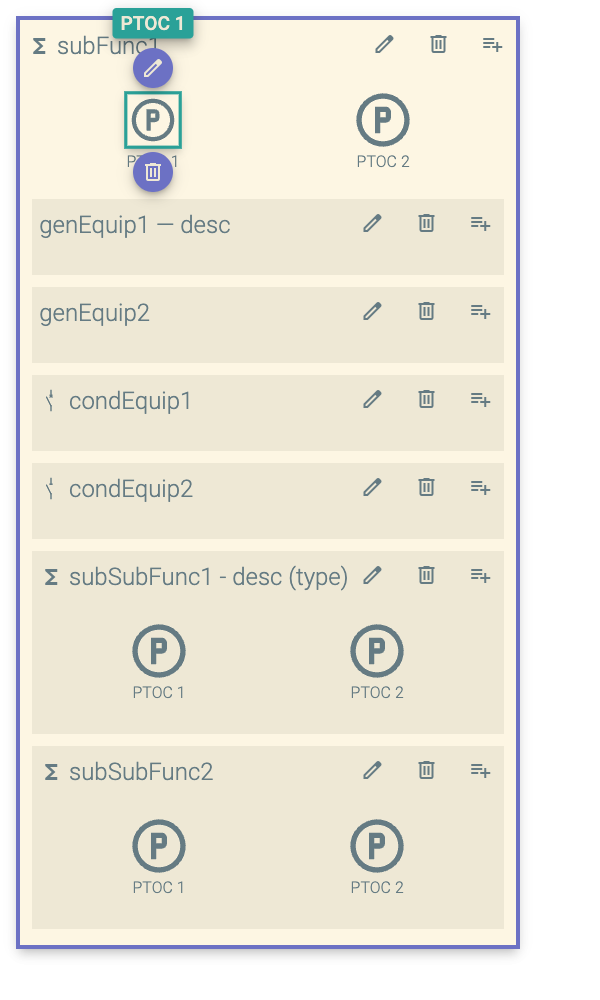 PTOC 1
Σ subFunc1
P P
PTOC 2
genEquip1 — desc
genEquip2
condEquip1
condEquip2
Σ subSubFunc1 - desc (type)
P P
PTOC 1 PTOC 2
Σ subSubFunc2
P P
PTOC 1 PTOC 2